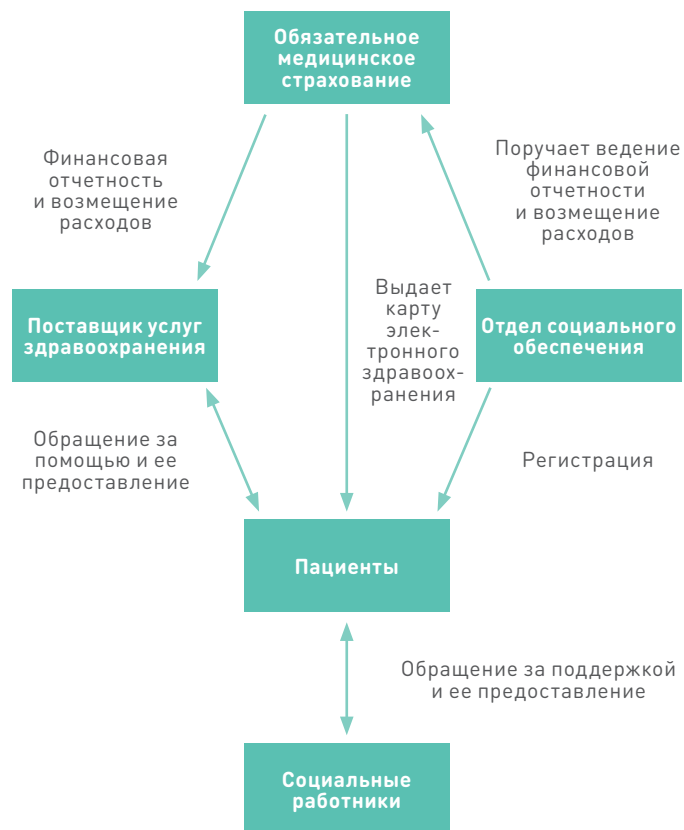 Обязательное
медицинское
страхование
Финансовая
отчетность
и возмещение
расходов
Поручает ведение
финансовой
отчетности
и возмещение
расходов
Поставщик услуг
здравоохранения
Выдает
карту
элек-
тронного
здравоох-
ранения
Отдел социального
обеспечения
Обращение за
помощью и ее
предоставление
Регистрация
Пациенты
Обращение за поддержкой
и ее предоставление
Социальные
работники